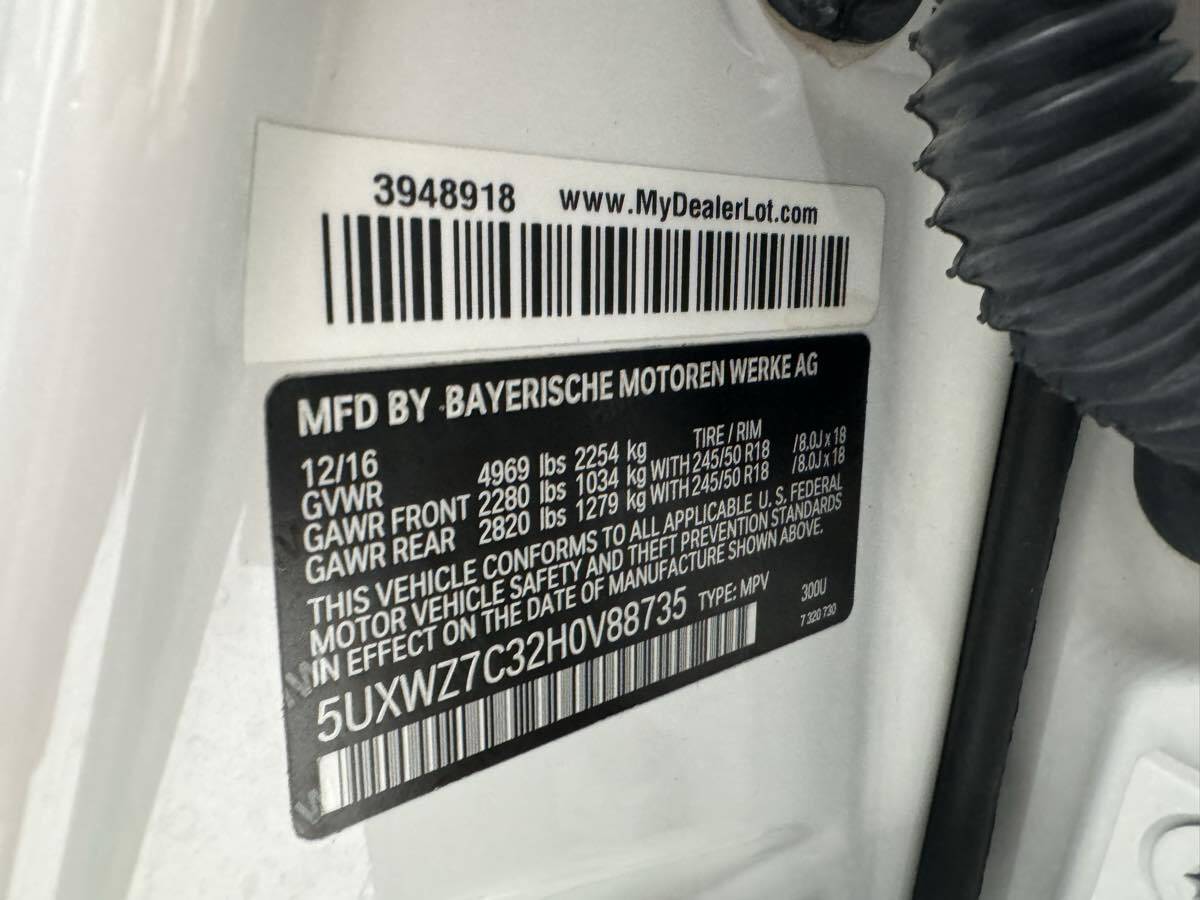 3948918 www.MyDealerLot.com
MFD BY BAYERISCHE MOTOREN WERKE AG
12/16 TIRE / RIM
GVWR 4969 lbs 2254 kg
GAWR FRONT 2280 lbs 1034 kg WITH 245/50 R18 /8.0J x 18
GAWR REAR 2820 lbs 1279 kg WITH 245/50 R18 /8.0J x 18
THIS VEHICLE CONFORMS TO ALL APPLICABLE U. S. FEDERAL
MOTOR VEHICLE SAFETY AND THEFT PREVENTION STANDARDS
IN EFFECT ON THE DATE OF MANUFACTURE SHOWN ABOVE.
5UXWZ7C32H0V88735 TYPE: MPV 300U
7 320 730